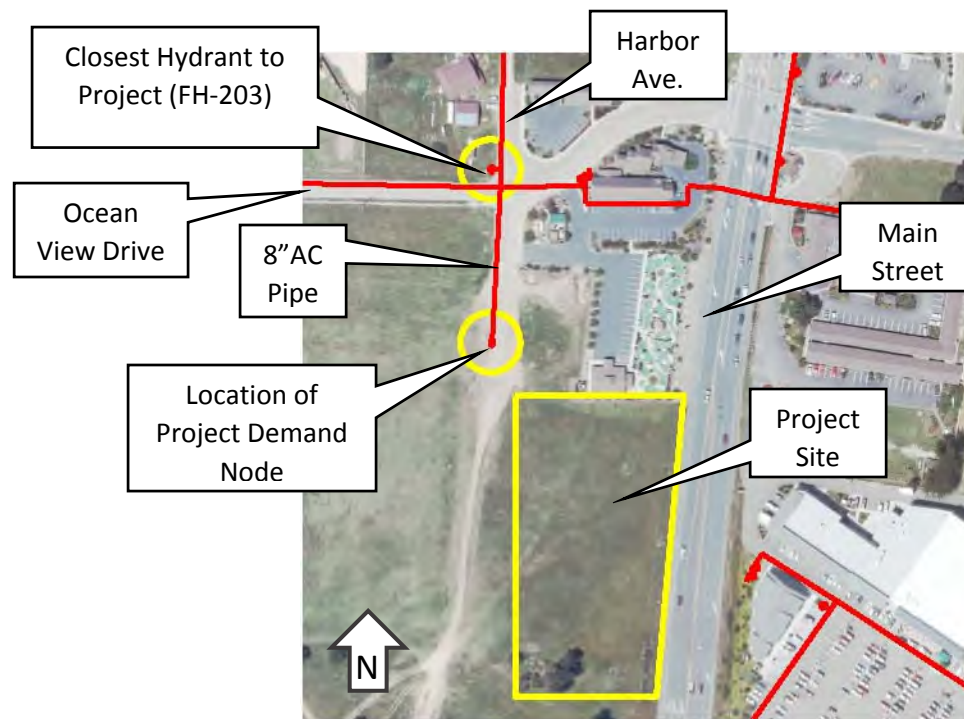 Closest Hydrant to
Project (FH-203)
Harbor
Ave.
Ocean
View Drive
8”AC
Pipe
Main
Street
Location of
Project Demand
Node
Project
Site
N